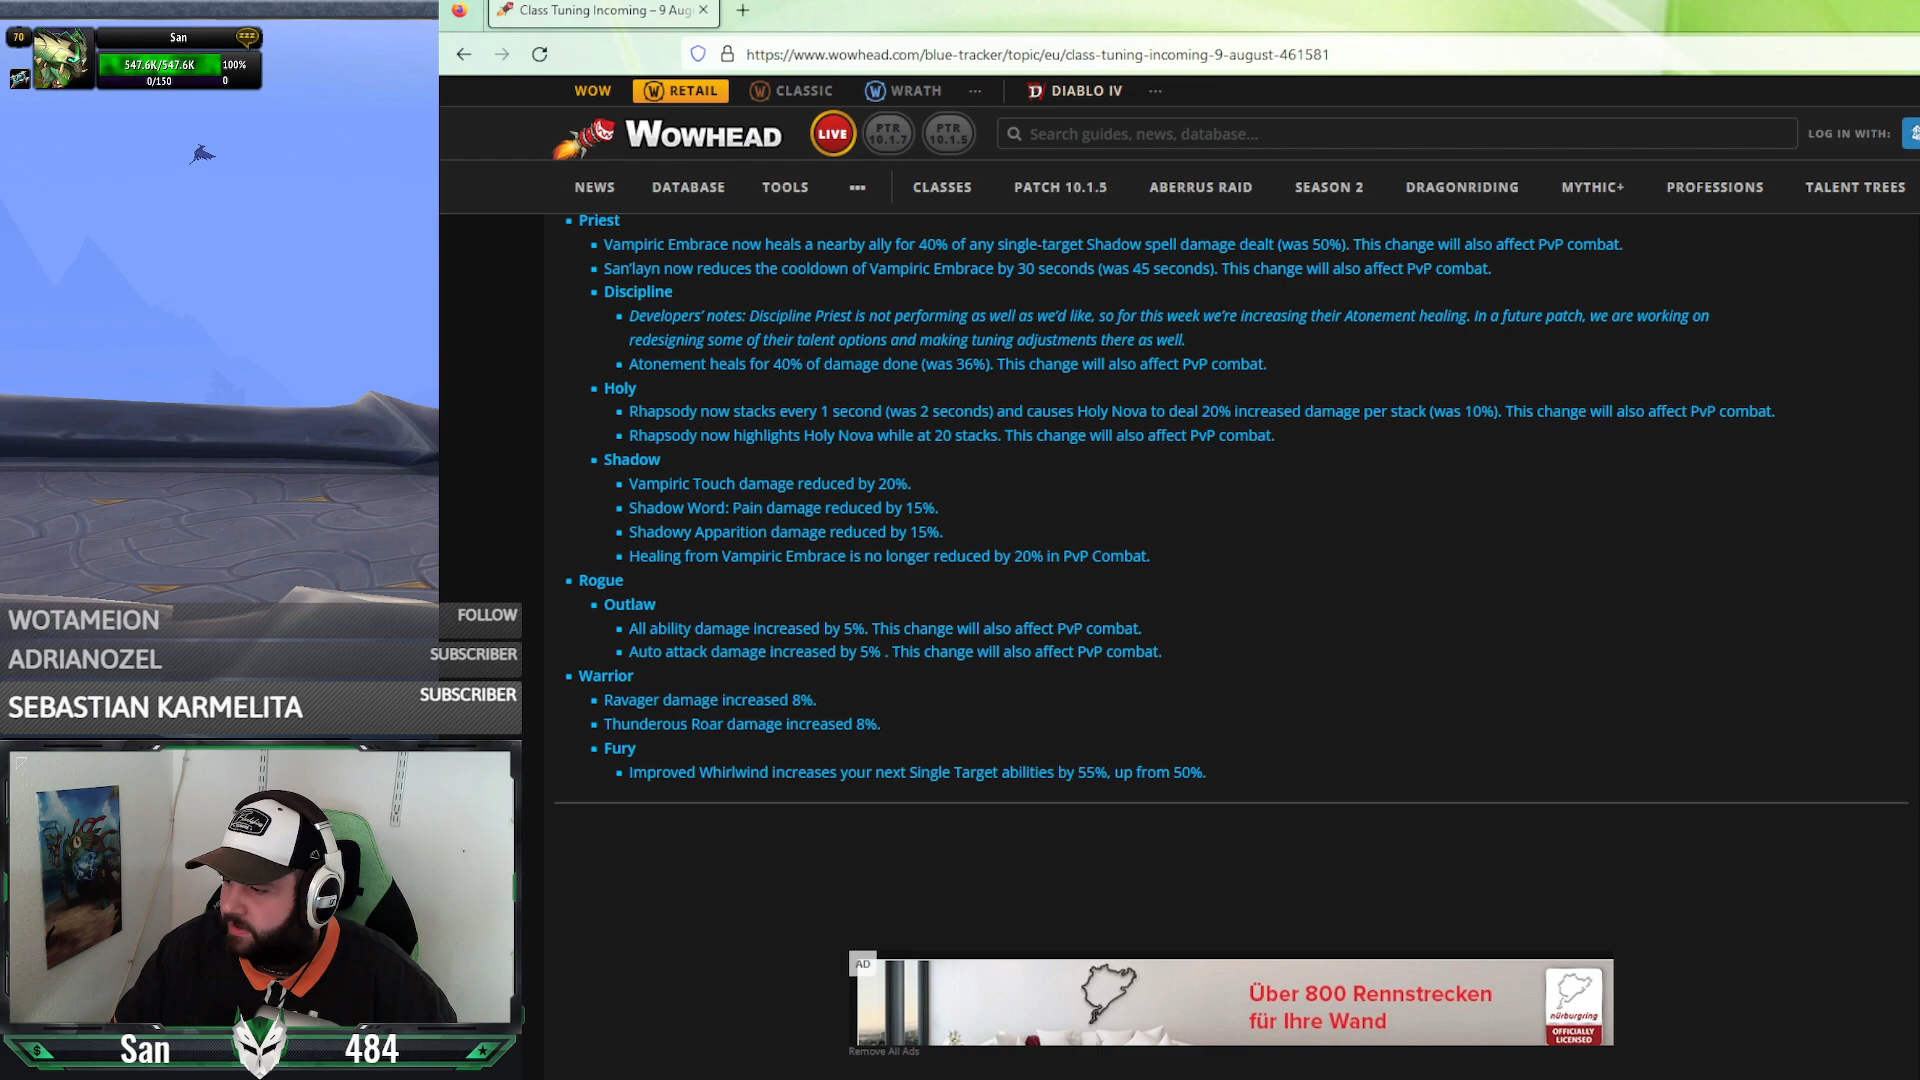 70
San
zzz
547.6K/547.6K
100%
0/150
0
Class Tuning Incoming – 9 Aug
https://www.wowhead.com/blue-tracker/topic/eu/class-tuning-incoming-9-august-461581
WOW
RETAIL
CLASSIC
WRATH
...
DIABLO IV
...
WOWHEAD
LIVE
PTR
10.1.7
PTR
10.1.5
Search guides, news, database...
LOG IN WITH:
NEWS
DATABASE
TOOLS
CLASSES
PATCH 10.1.5
ABERRUS RAID
SEASON 2
DRAGONRIDING
MYTHIC+
PROFESSIONS
TALENT TREES
Priest
Vampiric Embrace now heals a nearby ally for 40% of any single-target Shadow spell damage dealt (was 50%). This change will also affect PvP combat.
San'layn now reduces the cooldown of Vampiric Embrace by 30 seconds (was 45 seconds). This change will also affect PvP combat.
Discipline
Developers' notes: Discipline Priest is not performing as well as we'd like, so for this week we're increasing their Atonement healing. In a future patch, we are working on
redesigning some of their talent options and making tuning adjustments there as well.
Atonement heals for 40% of damage done (was 36%). This change will also affect PvP combat.
Holy
Rhapsody now stacks every 1 second (was 2 seconds) and causes Holy Nova to deal 20% increased damage per stack (was 10%). This change will also affect PvP combat.
Rhapsody now highlights Holy Nova while at 20 stacks. This change will also affect PvP combat.
Shadow
Vampiric Touch damage reduced by 20%.
Shadow Word: Pain damage reduced by 15%.
Shadowy Apparition damage reduced by 15%.
Healing from Vampiric Embrace is no longer reduced by 20% in PvP Combat.
Rogue
Outlaw
All ability damage increased by 5%. This change will also affect PvP combat.
Auto attack damage increased by 5% . This change will also affect PvP combat.
Warrior
Ravager damage increased 8%.
Thunderous Roar damage increased 8%.
Fury
Improved Whirlwind increases your next Single Target abilities by 55%, up from 50%.
WOTAMEION
FOLLOW
ADRIANOZEL
SUBSCRIBER
SEBASTIAN KARMELITA
SUBSCRIBER
San
484
AD
Über 800 Rennstrecken
für Ihre Wand
nürburgring
OFFICIALLY
LICENSED
Remove All Ads